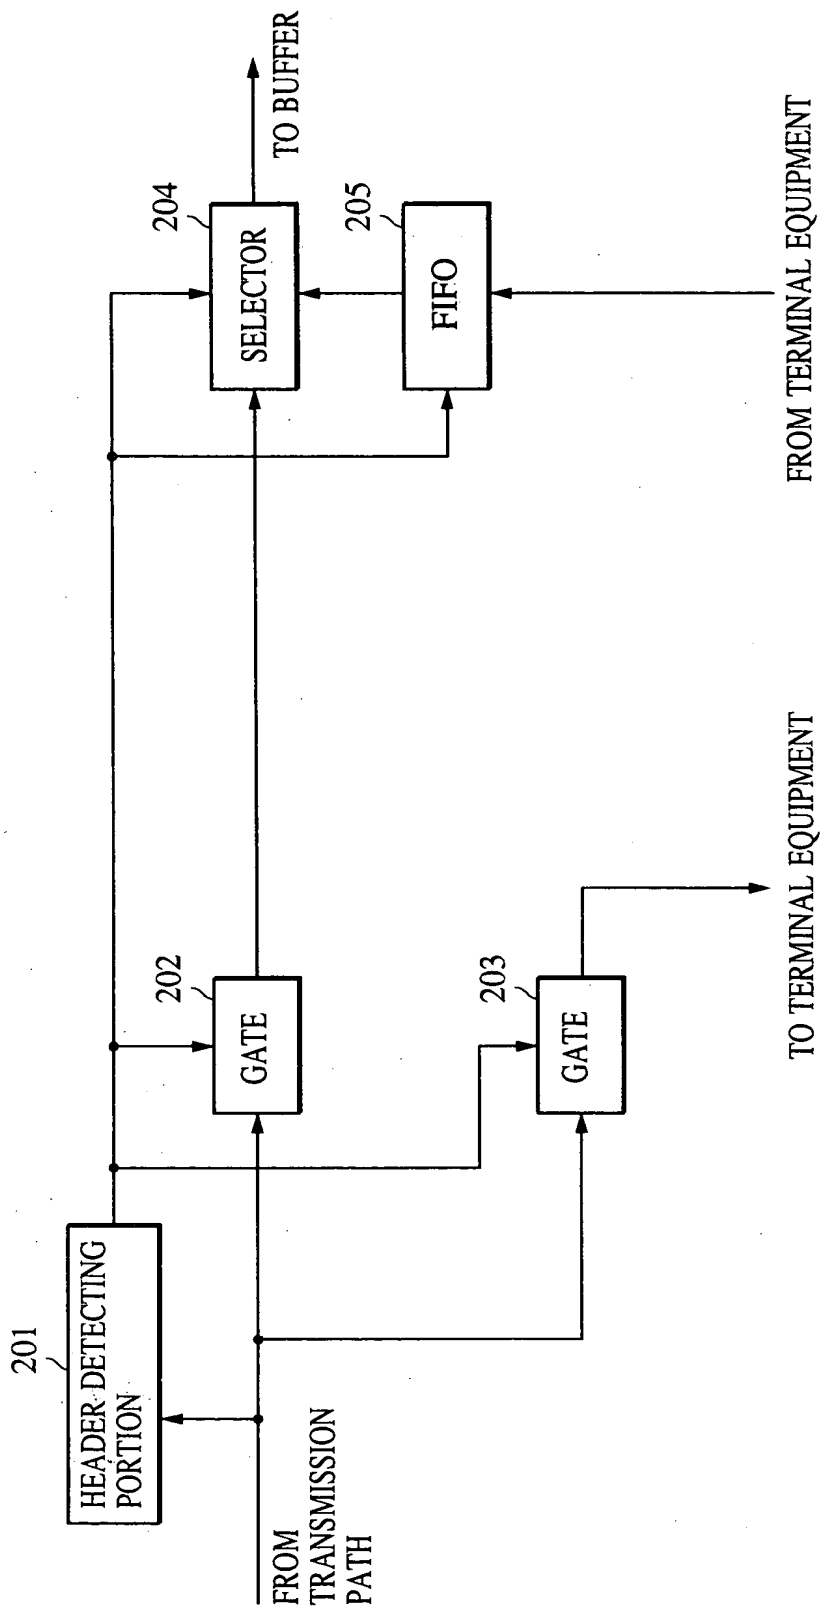 201
HEADER DETECTING
PORTION
FROM
TRANSMISSION
PATH
202
GATE
203
GATE
TO TERMINAL EQUIPMENT
204
SELECTOR
TO BUFFER
205
FIFO
FROM TERMINAL EQUIPMENT